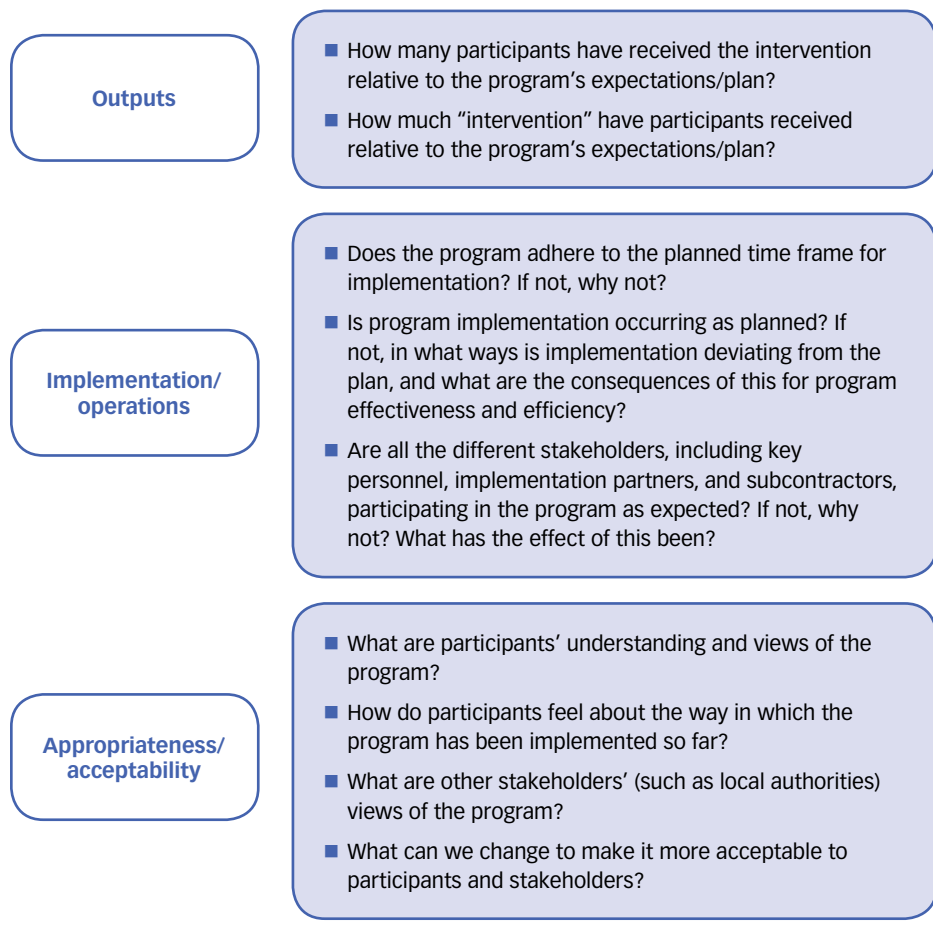 Outputs
■ How many participants have received the intervention
relative to the program’s expectations/plan?
■ How much “intervention” have participants received
relative to the program’s expectations/plan?
Implementation/
operations
■ Does the program adhere to the planned time frame for
implementation? If not, why not?
■ Is program implementation occurring as planned? If
not, in what ways is implementation deviating from the
plan, and what are the consequences of this for program
effectiveness and efficiency?
■ Are all the different stakeholders, including key
personnel, implementation partners, and subcontractors,
participating in the program as expected? If not, why
not? What has the effect of this been?
Appropriateness/
acceptability
■ What are participants’ understanding and views of the
program?
■ How do participants feel about the way in which the
program has been implemented so far?
■ What are other stakeholders’ (such as local authorities)
views of the program?
■ What can we change to make it more acceptable to
participants and stakeholders?